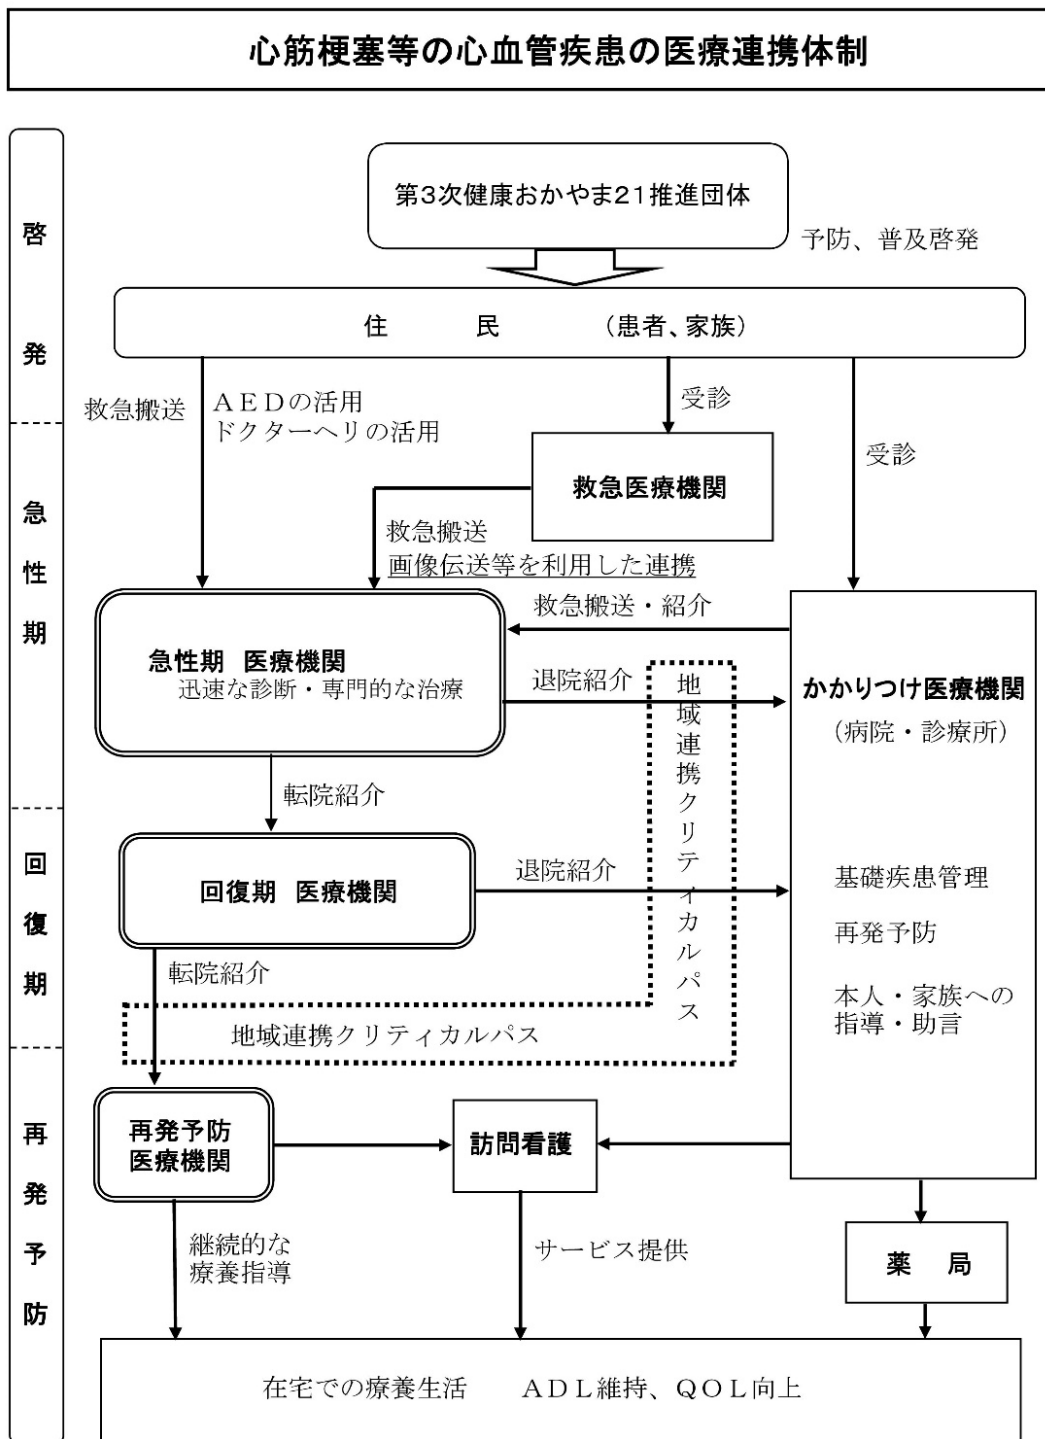 心筋梗塞等の心血管疾患の医療連携体制
啓発
第3次健康おかやま21推進団体
予防、普及啓発
住　民　（患者、家族）
救急搬送
ＡＥＤの活用
ドクターヘリの活用
受診
受診
急性期
救急医療機関
救急搬送
画像伝送等を利用した連携
救急搬送・紹介
急性期　医療機関
迅速な診断・専門的な治療
退院紹介
地域連携クリティカルパス
かかりつけ医療機関
（病院・診療所）
転院紹介
回復期
回復期　医療機関
退院紹介
基礎疾患管理
再発予防
本人・家族への
指導・助言
転院紹介
地域連携クリティカルパス
再発予防
再発予防
医療機関
訪問看護
継続的な
療養指導
サービス提供
薬　局
在宅での療養生活　ＡＤＬ維持、ＱＯＬ向上